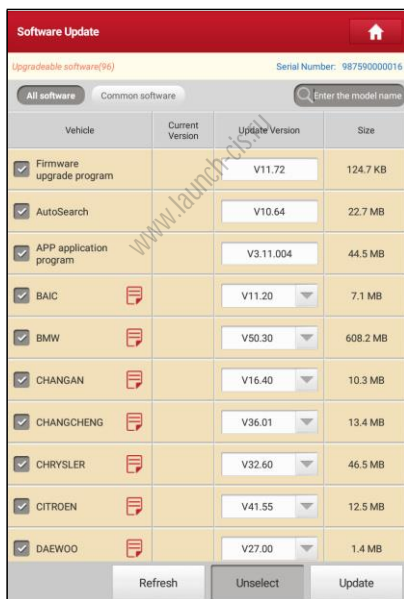 Software Update
Upgradeable software(96)
Serial Number: 987590000016
All software
Common software
Enter the model name
Vehicle
Current
Version
Update Version
Size
Firmware
upgrade program
V11.72
124.7 KB
AutoSearch
V10.64
22.7 MB
APP application
program
V3.11.004
44.5 MB
BAIC
V11.20
7.1 MB
BMW
V50.30
608.2 MB
CHANGAN
V16.40
10.3 MB
CHANGCHENG
V36.01
13.4 MB
CHRYSLER
V32.60
46.5 MB
CITROEN
V41.55
12.5 MB
DAEWOO
V27.00
1.4 MB
Refresh
Unselect
Update
www.launch-cis.ru